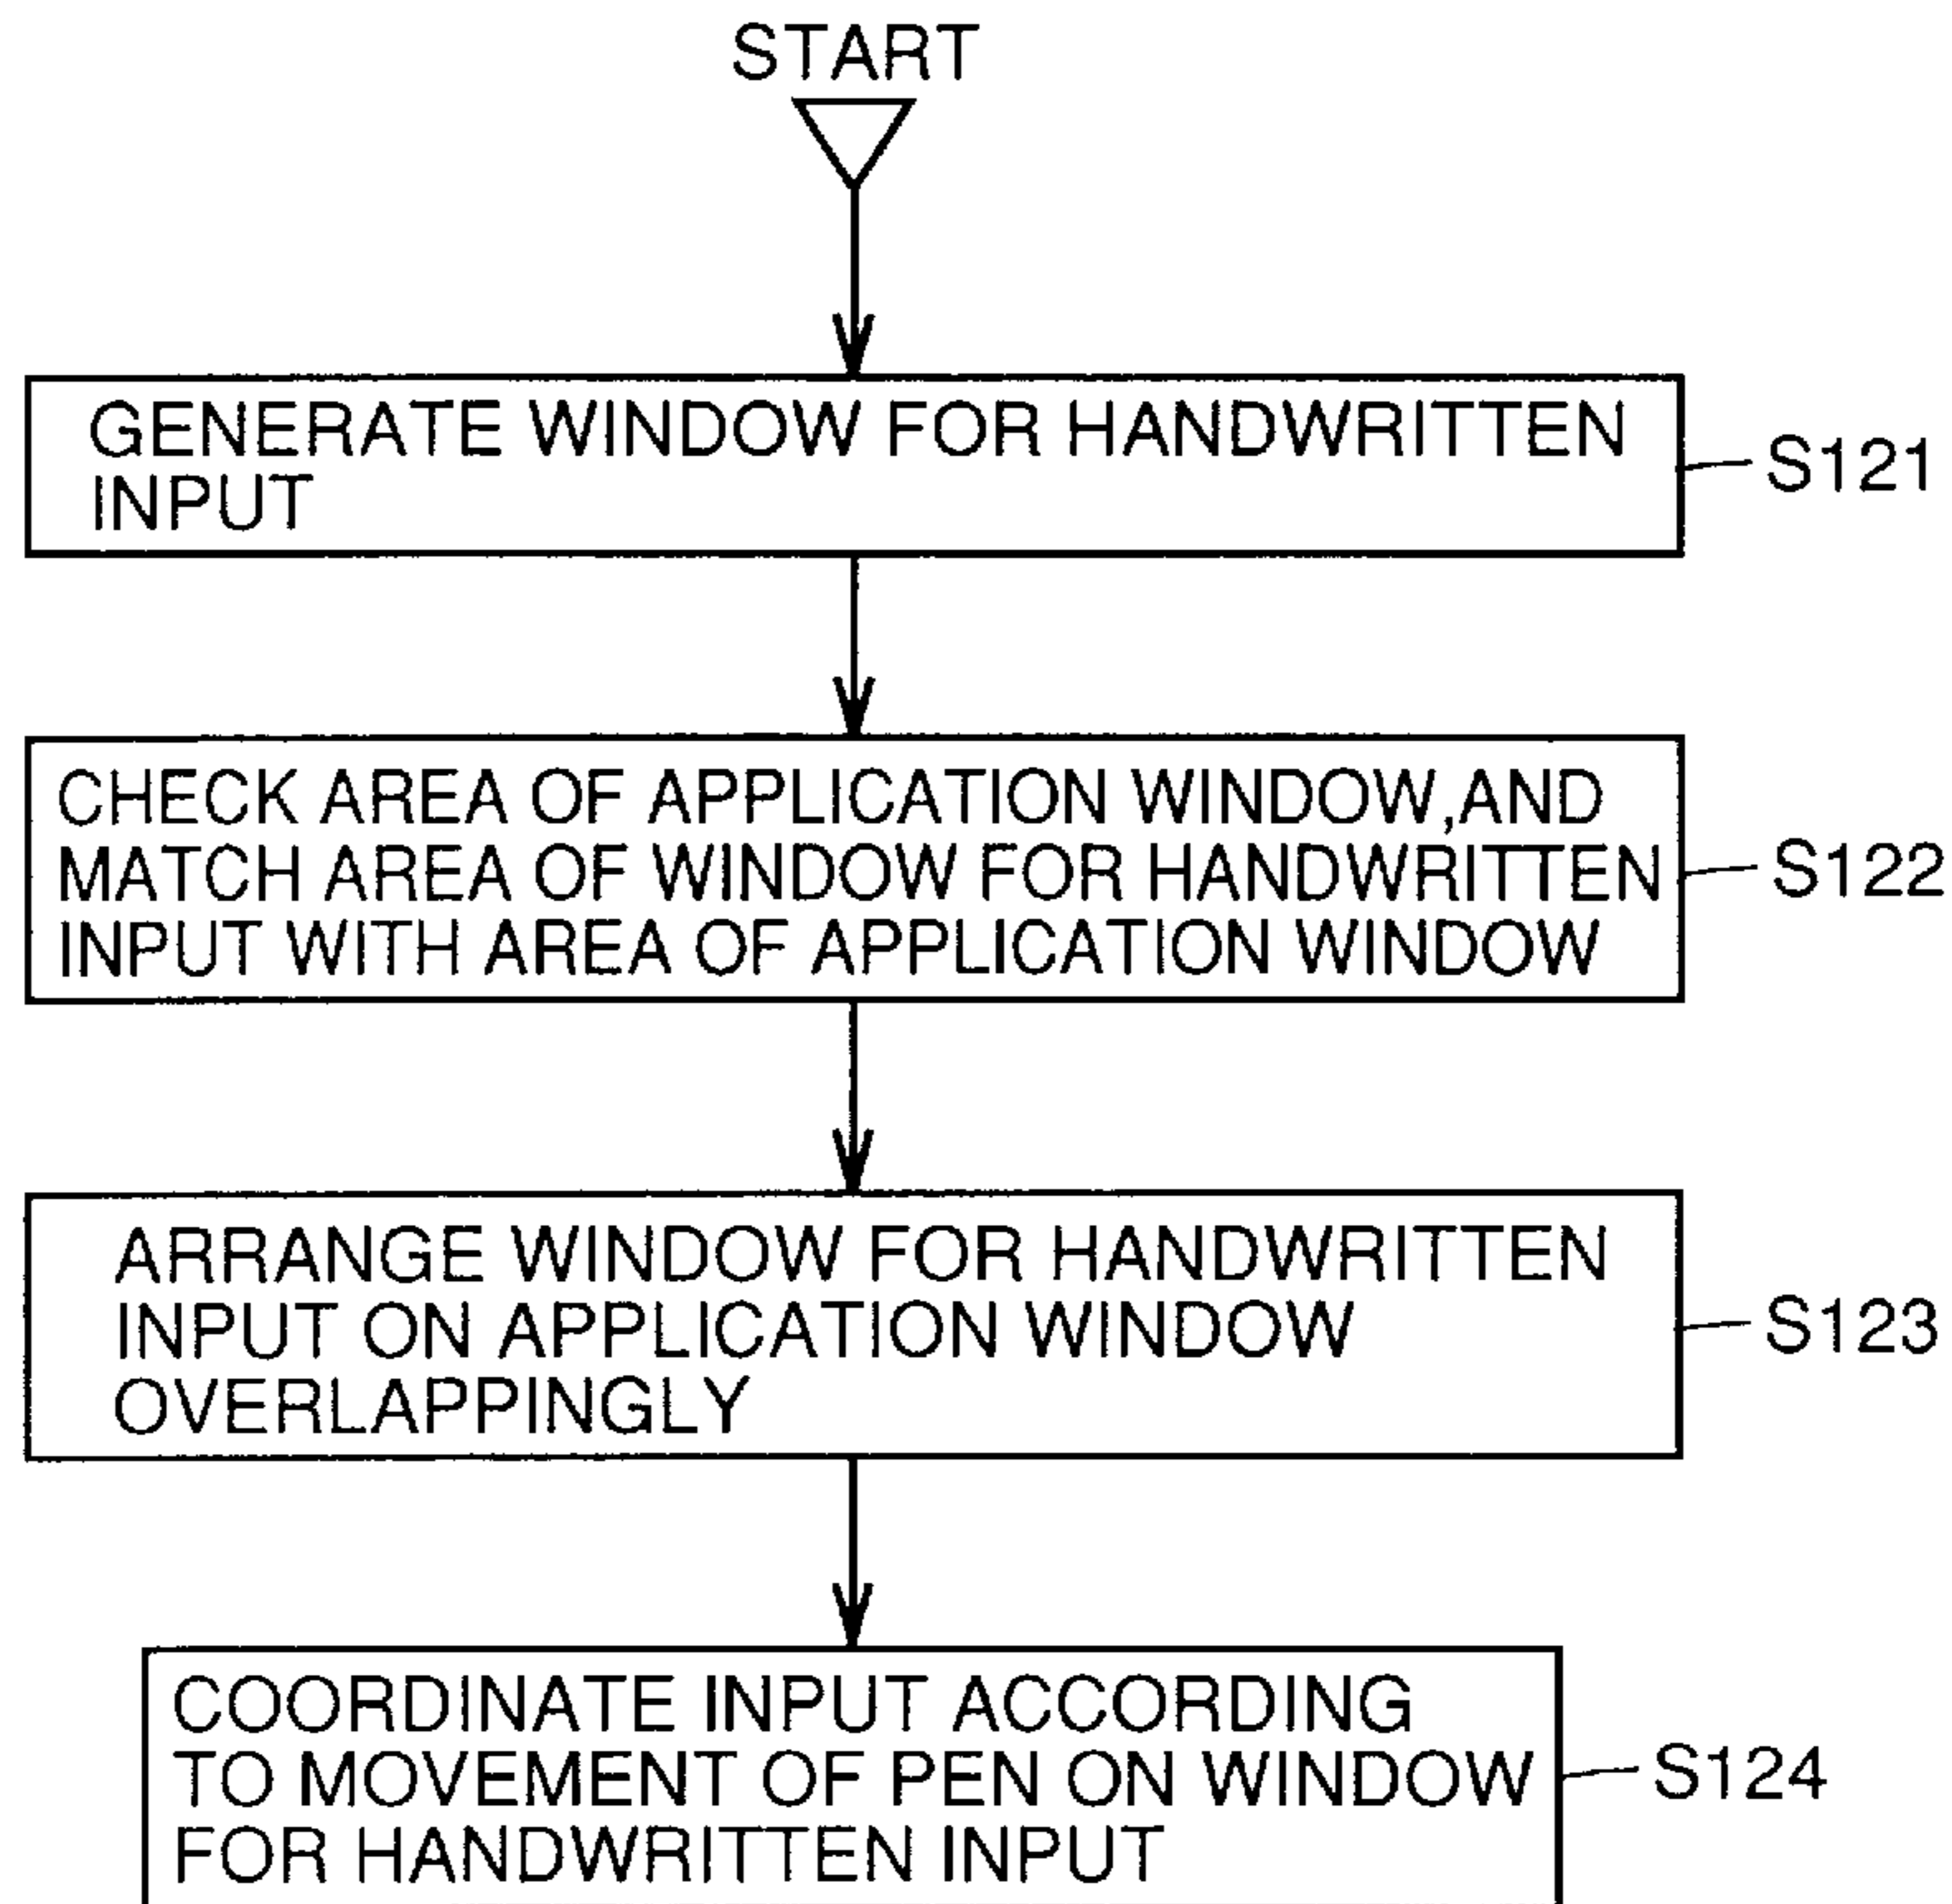 START
GENERATE WINDOW FOR HANDWRITTEN
INPUT
S121
CHECK AREA OF APPLICATION WINDOW,AND
MATCH AREA OF WINDOW FOR HANDWRITTEN
INPUT WITH AREA OF APPLICATION WINDOW
S122
ARRANGE WINDOW FOR HANDWRITTEN
INPUT ON APPLICATION WINDOW
OVERLAPPINGLY
S123
COORDINATE INPUT ACCORDING
TO MOVEMENT OF PEN ON WINDOW
FOR HANDWRITTEN INPUT
S124